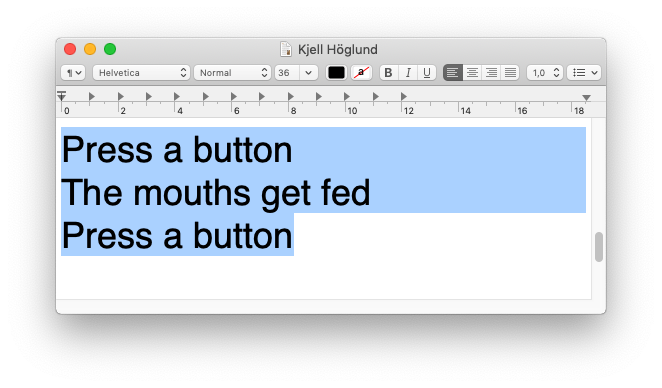 Kjell Höglund
¶ Helvetica Normal 36 a B I U 1,0
0 2 4 6 8 10 12 14 16 18
Press a button
The mouths get fed
Press a button